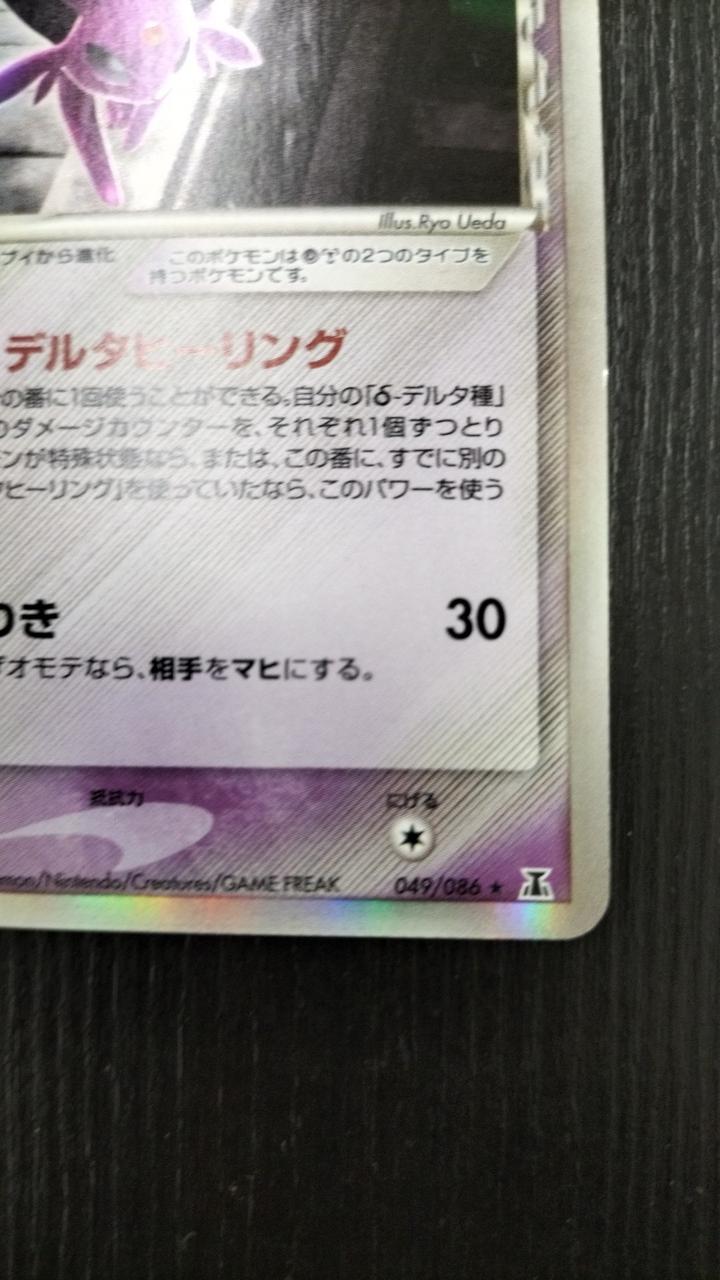 Illus.Ryo Ueda
ブイから進化
このポケモンは の2つのタイプを
持つポケモンです。
デルタヒーリング
の番に1回使うことができる。自分の「δ-デルタ種」
のダメージカウンターを、それぞれ1個ずつとり
ンが特殊状態なら、または、この番に、すでに別の
ヒーリング」を使っていたなら、このパワーを使う
わき 30
オモテなら、相手をマヒにする。
抵抗力 にげる
mon/Nintendo/Creatures/GAME FREAK 049/086 ★